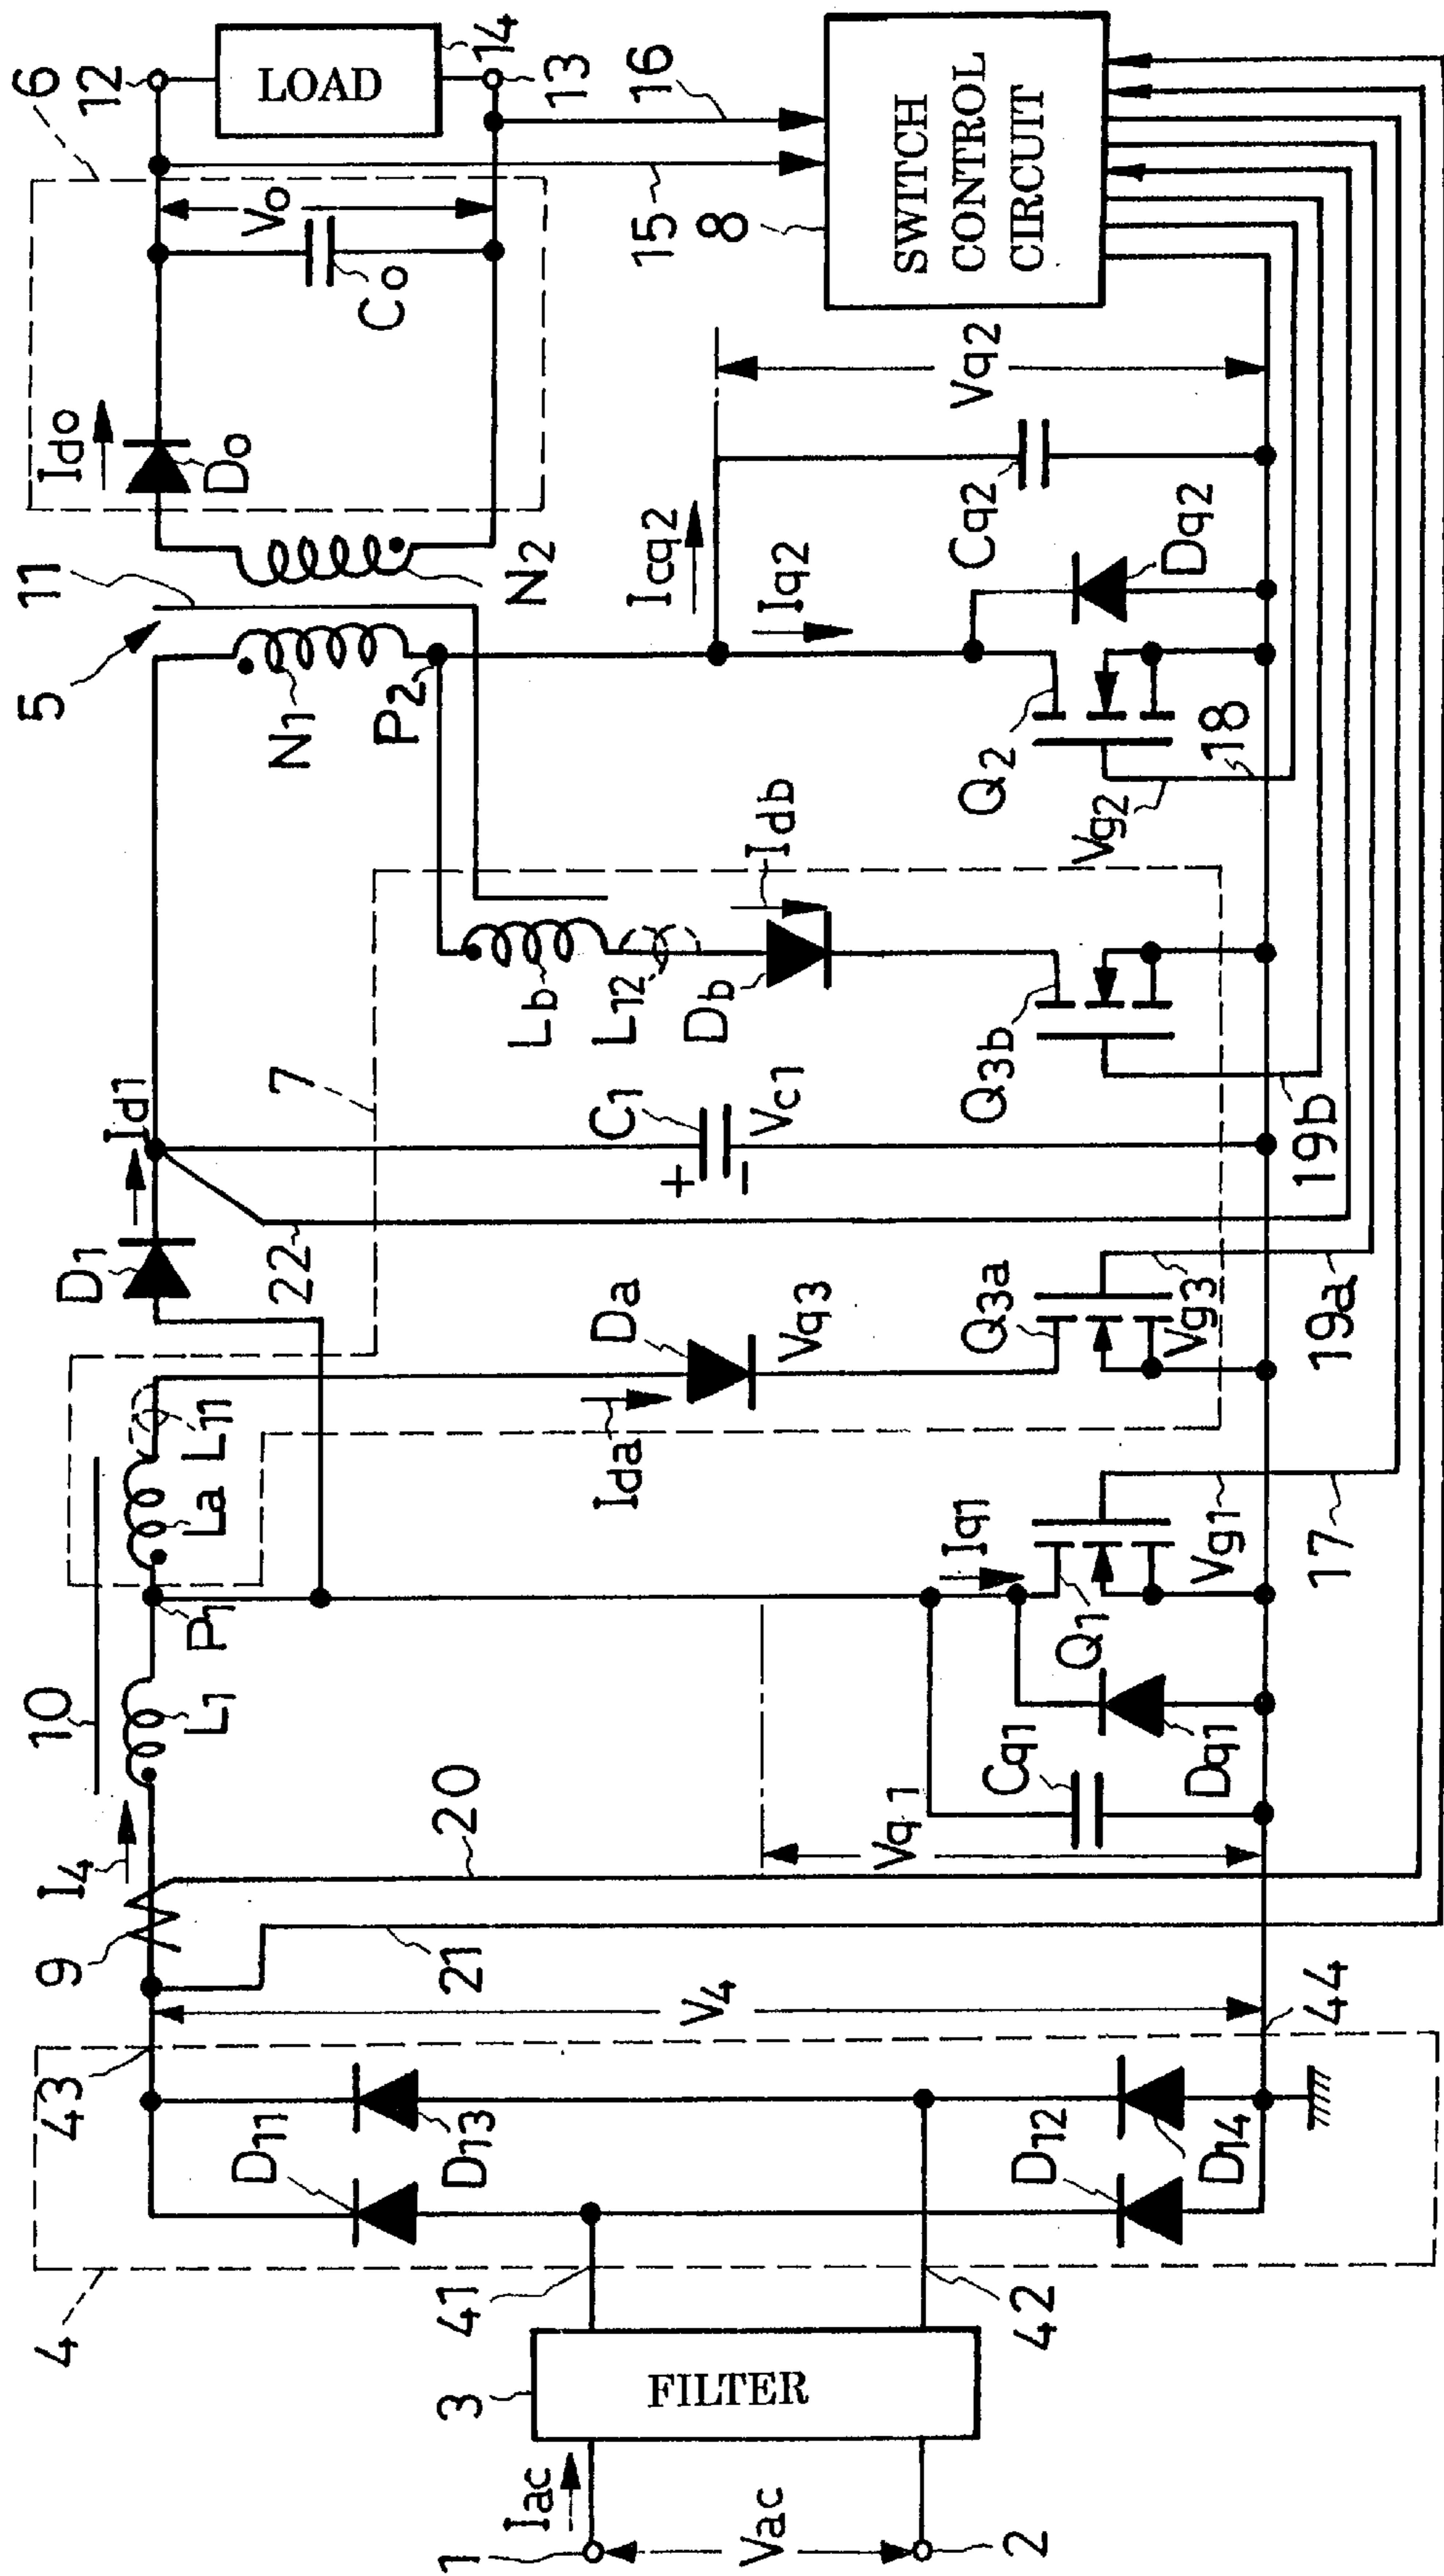 6
12
LOAD
14
13
16
15
8
SWITCH
CONTROL
CIRCUIT
Ido
Do
Vo
Co
5
11
N1
N2
P2
Icq2
Iq2
Vq2
Cq2
Dq2
Q2
18
Vg2
Id1
D1
7
22
C1
Vc1
+
−
Lb
L12
Db
Idb
Q3b
19b
La
L11
Da
Ida
Vq3
Q3a
Vg3
19a
10
L1
P1
Iq1
Q1
Vg1
17
Cq1
Dq1
Vq1
I4
9
20
21
V4
43
44
4
D11
D13
D12
D14
41
42
3
FILTER
Iac
Vac
1
2